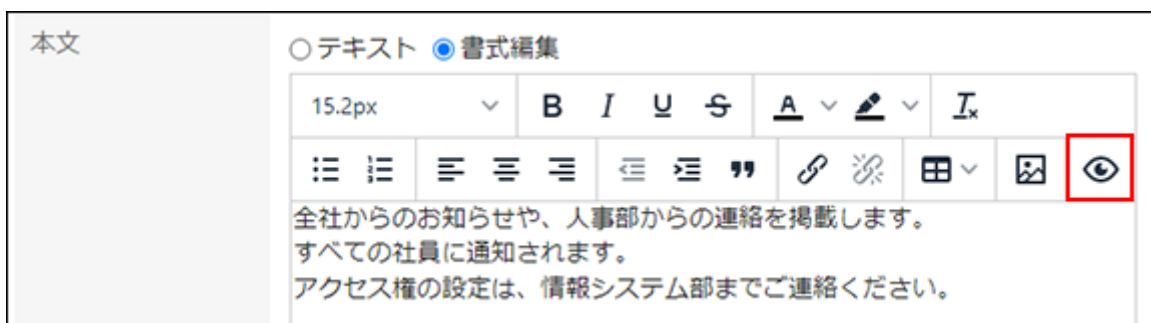 本文
テキスト 書式編集
15.2px B I U S A Tx
全社からのお知らせや、人事部からの連絡を掲載します。
すべての社員に通知されます。
アクセス権の設定は、情報システム部までご連絡ください。